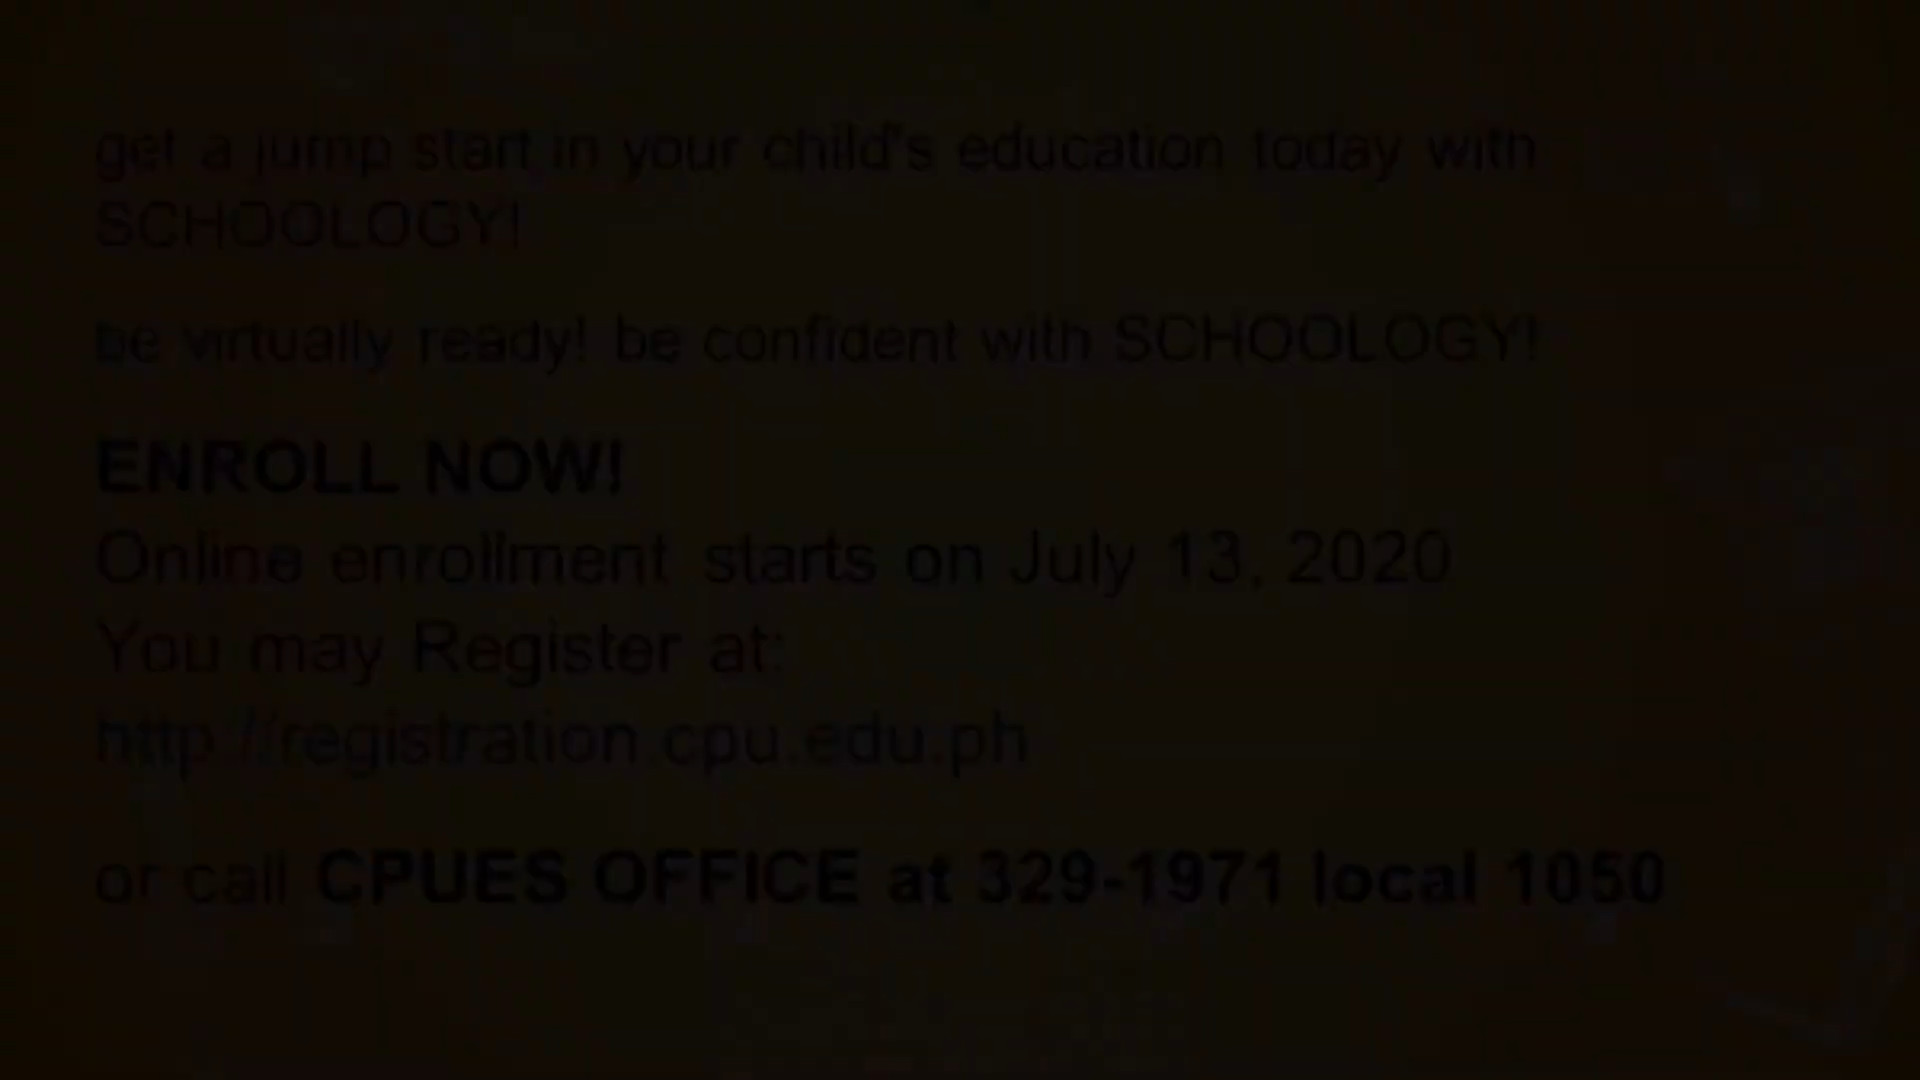 get a jump start in your child's education today with
SCHOOLOGY!
be virtually ready! be confident with SCHOOLOGY!
ENROLL NOW!
Online enrollment starts on July 13, 2020
You may Register at:
http://registration.cpu.edu.ph
or call CPUES OFFICE at 329-1971 local 1050